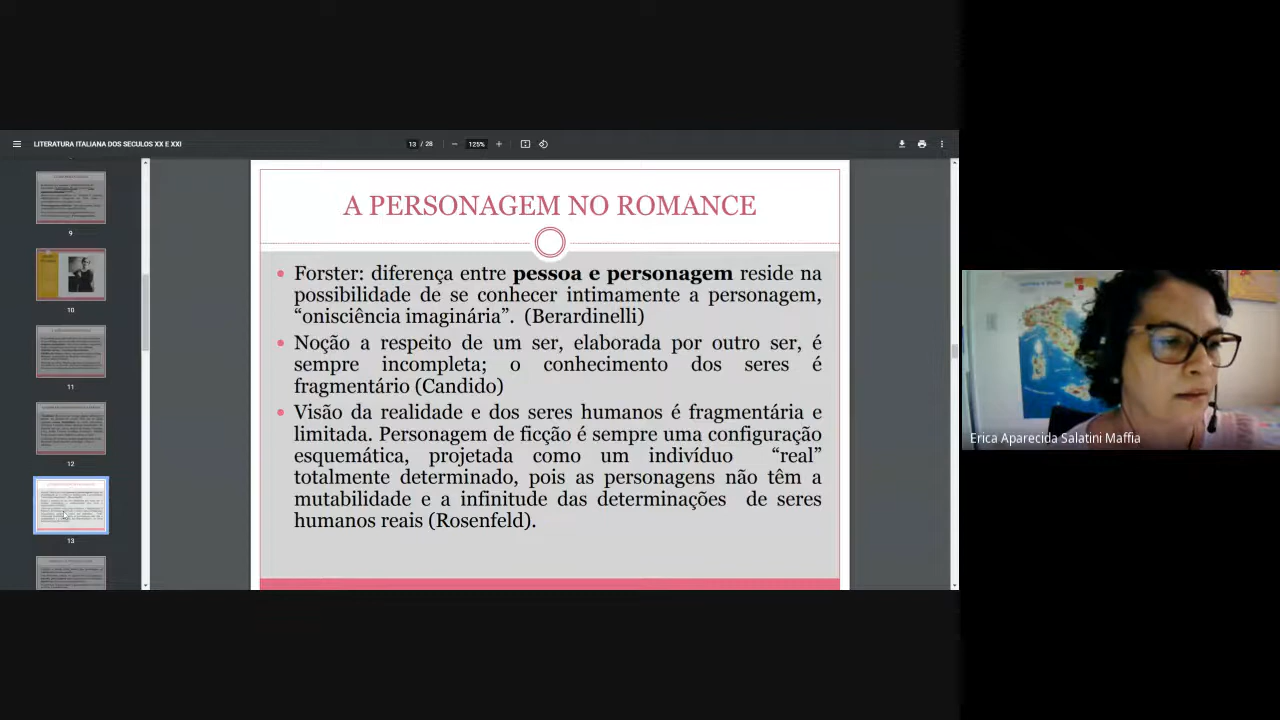 LITERATURA ITALIANA DOS SECULOS XX E XXI
13 / 28
125%
9
10
11
12
13
A PERSONAGEM NO ROMANCE
• Forster: diferença entre pessoa e personagem reside na
possibilidade de se conhecer intimamente a personagem,
“onisciência imaginária”. (Berardinelli)
• Noção a respeito de um ser, elaborada por outro ser, é
sempre incompleta; o conhecimento dos seres é
fragmentário (Candido)
• Visão da realidade e dos seres humanos é fragmentária e
limitada. Personagem de ficção é sempre uma configuração
esquemática, projetada como um indivíduo “real”
totalmente determinado, pois as personagens não têm a
mutabilidade e a infinitude das determinações de seres
humanos reais (Rosenfeld).
Erica Aparecida Salatini Maffia